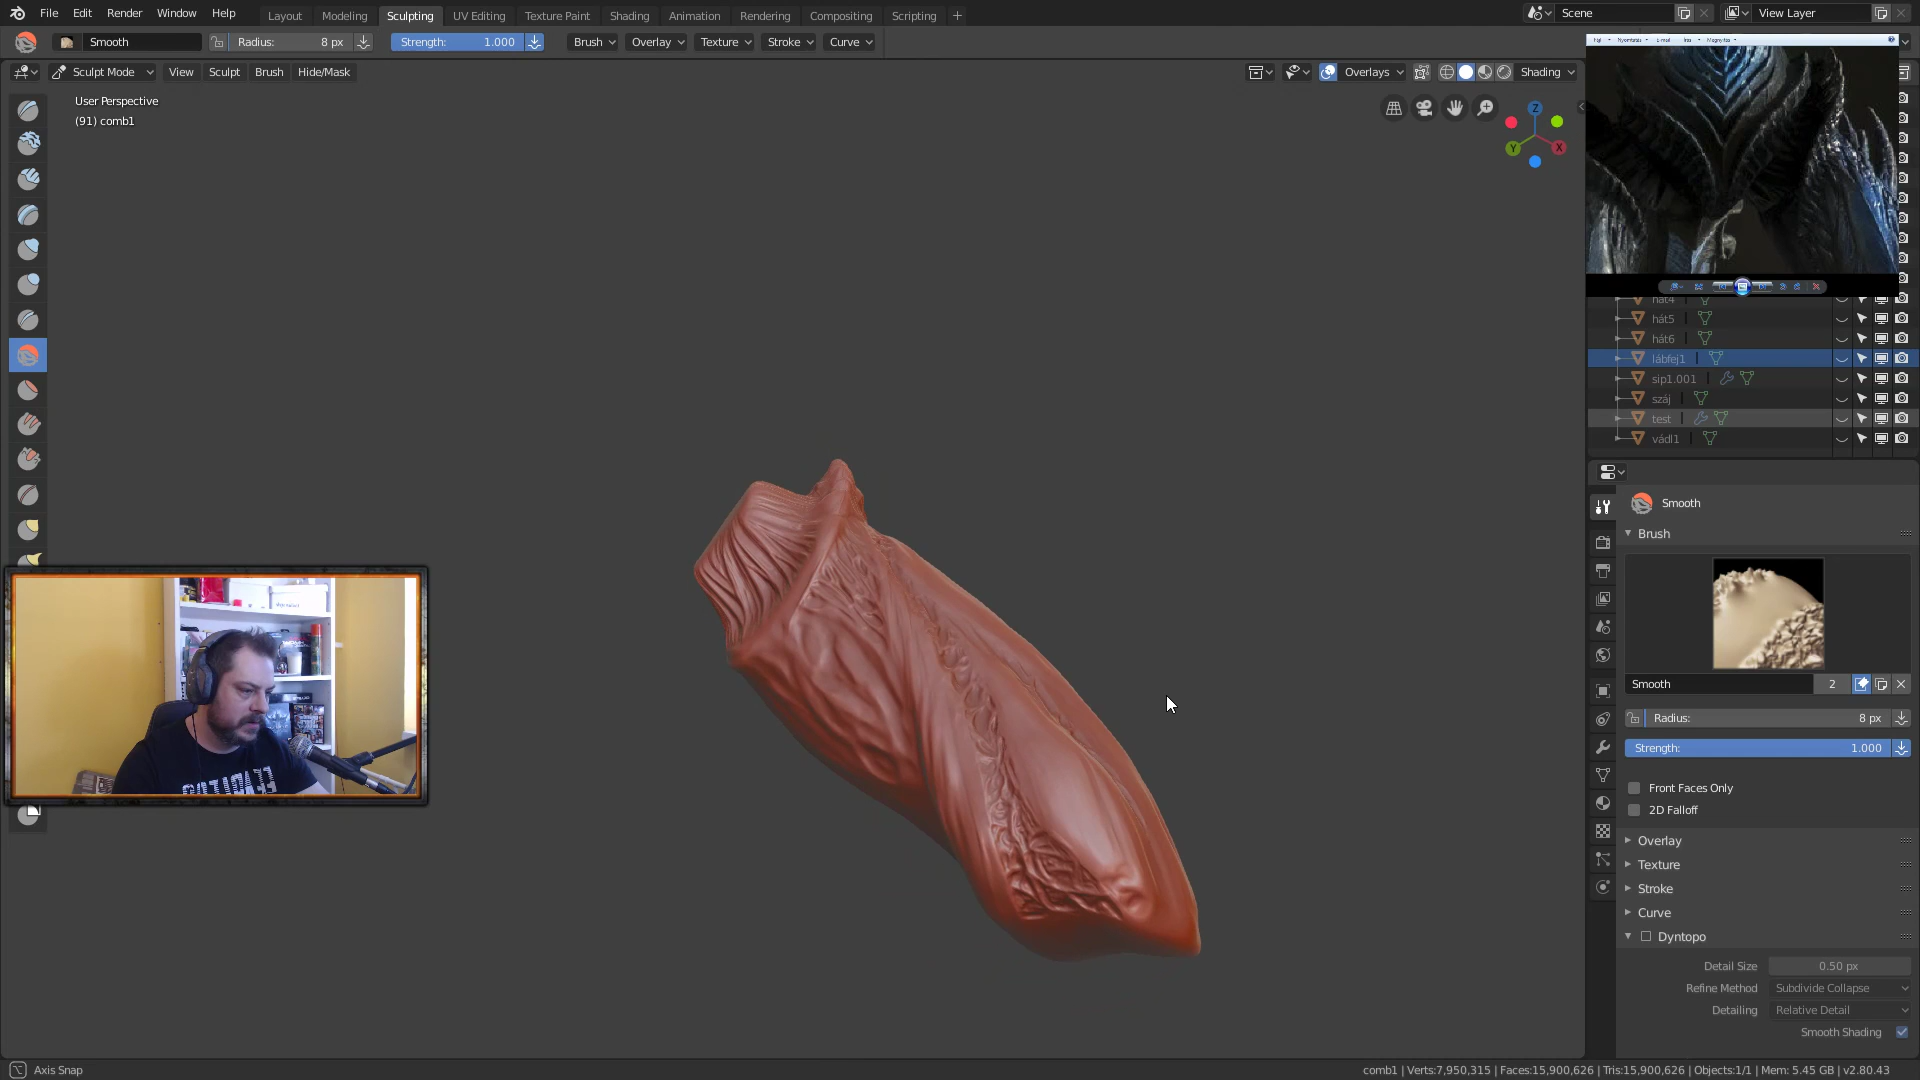 File Edit Render Window Help Layout Modeling Sculpting UV Editing Texture Paint Shading Animation Rendering Compositing Scripting + Scene View Layer
Smooth Radius: 8 px Strength: 1.000 Brush Overlay Texture Stroke Curve
Sculpt Mode View Sculpt Brush Hide/Mask Overlays Shading
User Perspective
(91) comb1
Z
Y X
hát4
hát5
hát6
lábfej1
sip1.001
száj
test
vádl1
Smooth
Brush
Smooth 2
Radius: 8 px
Strength: 1.000
Front Faces Only
2D Falloff
Overlay
Texture
Stroke
Curve
Dyntopo
Detail Size 0.50 px
Refine Method Subdivide Collapse
Detailing Relative Detail
Smooth Shading
Axis Snap
comb1 | Verts:7,950,315 | Faces:15,900,626 | Tris:15,900,626 | Objects:1/1 | Mem: 5.45 GB | v2.80.43